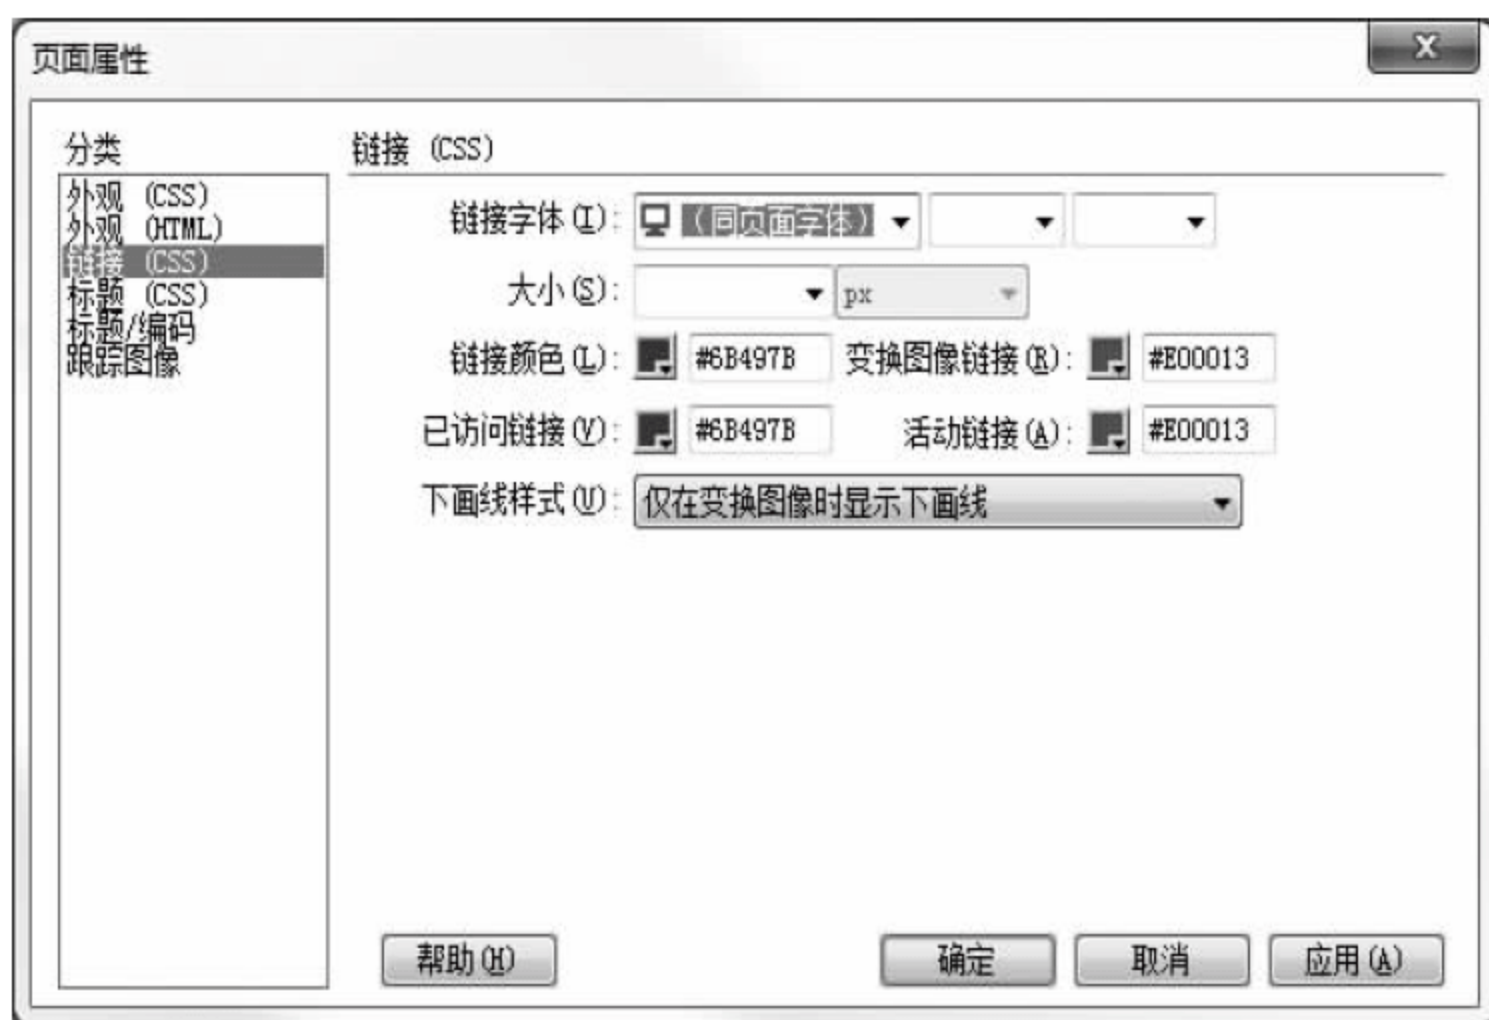 页面属性
X
分类
外观 (CSS)
外观 (HTML)
链接 (CSS)
标题 (CSS)
标题/编码
跟踪图像
链接 (CSS)
链接字体(I): (同页面字体)
大小(S): px
链接颜色(L): #6B497B 变换图像链接(R): #E00013
已访问链接(V): #6B497B 活动链接(A): #E00013
下画线样式(U): 仅在变换图像时显示下画线
帮助(H) 确定 取消 应用(A)